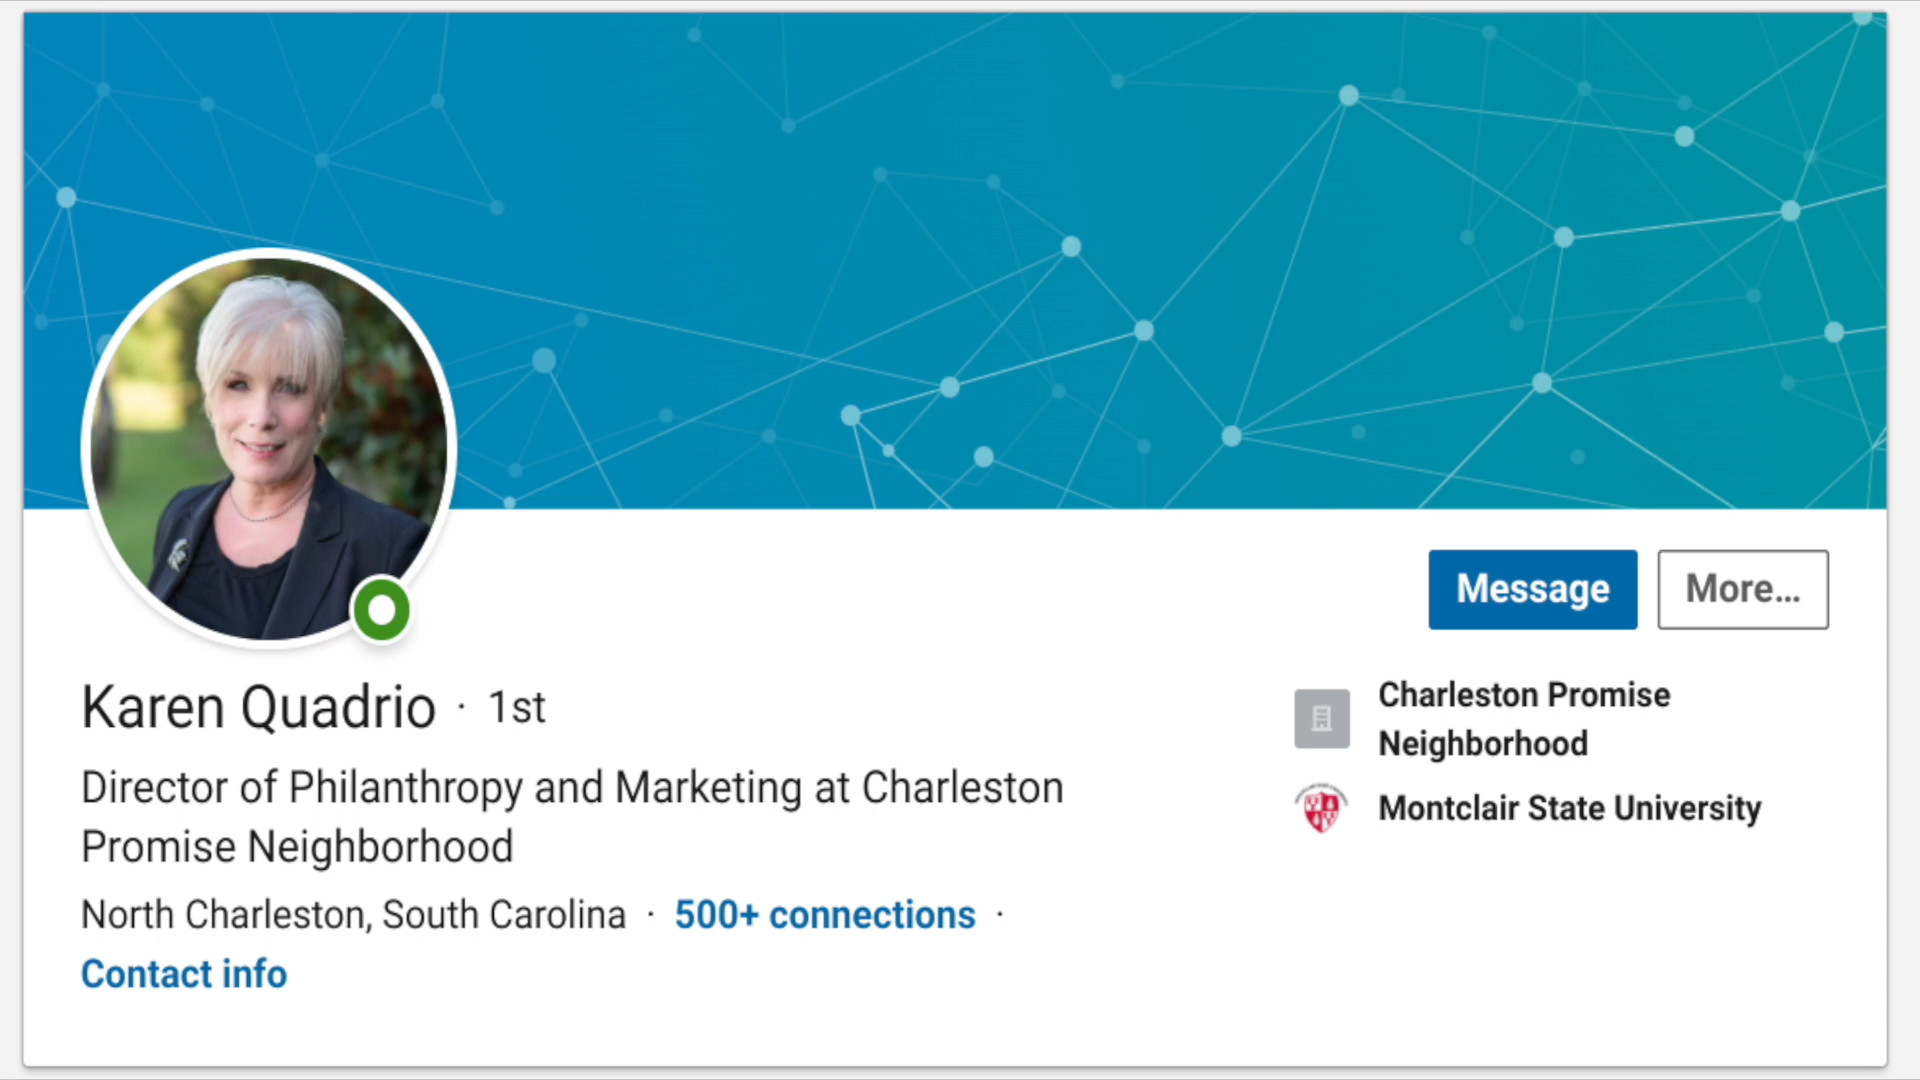 Message
More...
Karen Quadrio · 1st
Director of Philanthropy and Marketing at Charleston
Promise Neighborhood
North Charleston, South Carolina · 500+ connections ·
Contact info
Charleston Promise
Neighborhood
Montclair State University